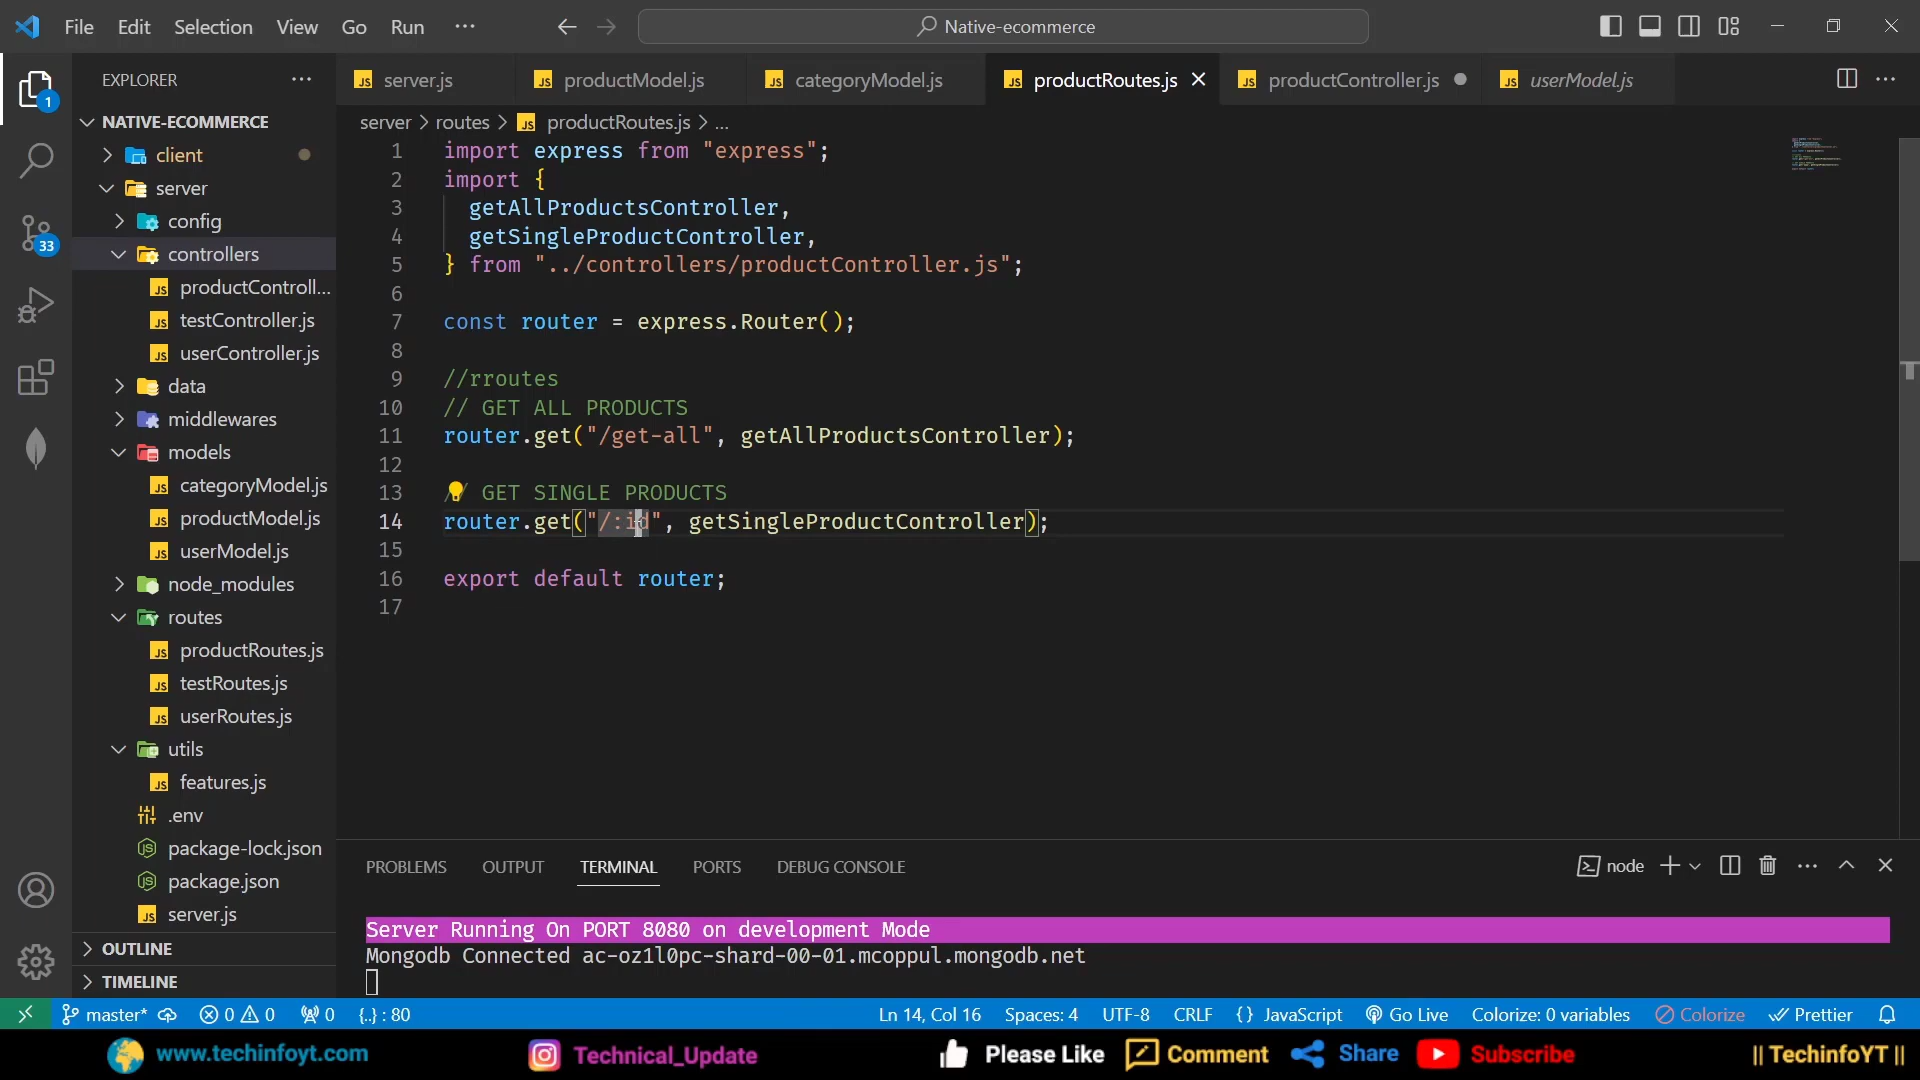 File Edit Selection View Go Run ··· Native-ecommerce
EXPLORER ···
server.js productModel.js categoryModel.js productRoutes.js productController.js userModel.js ···
server > routes > JS productRoutes.js > ...
NATIVE-ECOMMERCE
client
server
config
controllers
productControll...
testController.js
userController.js
data
middlewares
models
categoryModel.js
productModel.js
userModel.js
node_modules
routes
productRoutes.js
testRoutes.js
userRoutes.js
utils
features.js
.env
package-lock.json
package.json
server.js
OUTLINE
TIMELINE
1
33
1 import express from "express";
2 import {
3 getAllProductsController,
4 getSingleProductController,
5 } from "../controllers/productController.js";
6
7 const router = express.Router();
8
9 //rroutes
10 // GET ALL PRODUCTS
11 router.get("/get-all", getAllProductsController);
12
13 / GET SINGLE PRODUCTS
14 router.get("/:id", getSingleProductController);
15
16 export default router;
17
PROBLEMS OUTPUT TERMINAL PORTS DEBUG CONSOLE node ···
Server Running On PORT 8080 on development Mode
Mongodb Connected ac-oz1l0pc-shard-00-01.mcoppul.mongodb.net
master* 0 0 0 {..} : 80 Ln 14, Col 16 Spaces: 4 UTF-8 CRLF {} JavaScript Go Live Colorize: 0 variables Colorize Prettier
www.techinfoyt.com Technical_Update Please Like Comment Share Subscribe || TechinfoYT ||